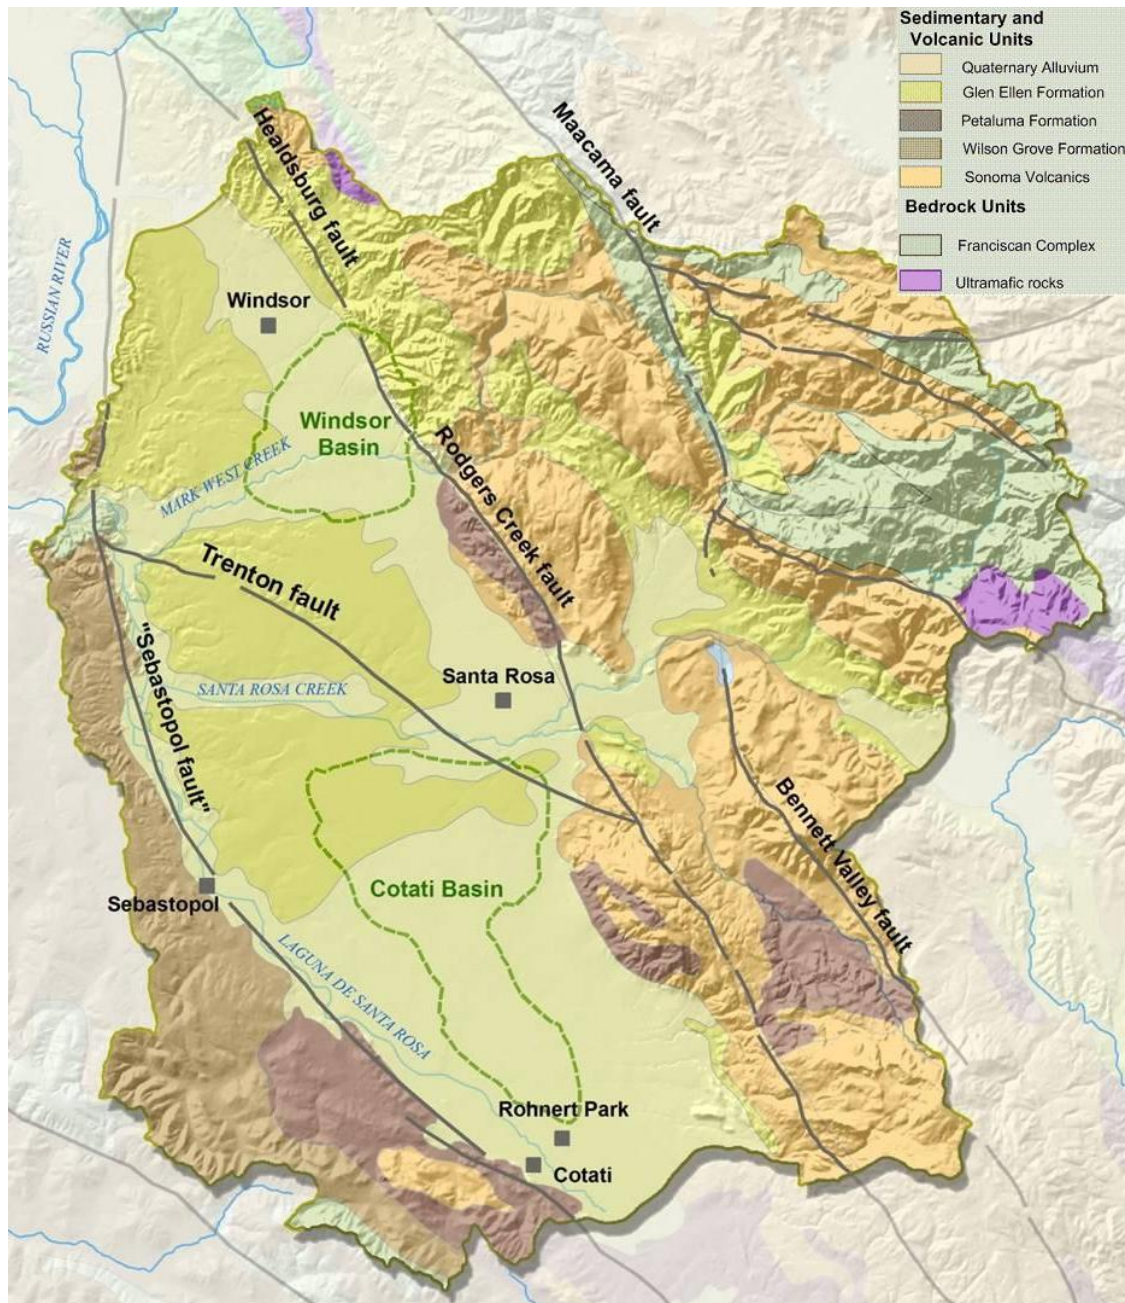 Sedimentary and
Volcanic Units
Quaternary Alluvium
Glen Ellen Formation
Petaluma Formation
Wilson Grove Formation
Sonoma Volcanics
Bedrock Units
Franciscan Complex
Ultramafic rocks
Healdsburg fault
Maacama fault
RUSSIAN RIVER
Windsor
Windsor
Basin
MARK WEST CREEK
Rodgers Creek fault
Trenton fault
"Sebastopol fault"
SANTA ROSA CREEK
Santa Rosa
Bennett Valley fault
Cotati Basin
Sebastopol
LAGUNA DE SANTA ROSA
Rohnert Park
Cotati